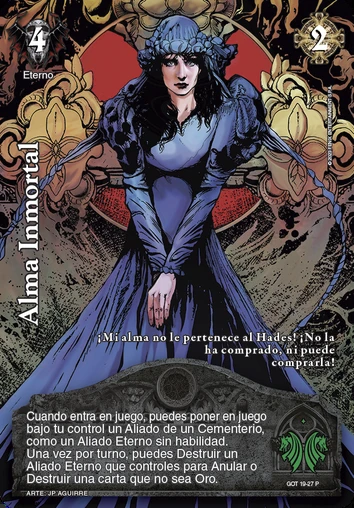 4
2
Eterno
Alma Inmortal
¡Mi alma no le pertenece al Hades! ¡No la
ha comprado, ni puede
comprarla!
Cuando entra en juego, puedes poner en juego
bajo tu control un Aliado de un Cementerio,
como un Aliado Eterno sin habilidad.
Una vez por turno, puedes Destruir un
Aliado Eterno que controles para Anular o
Destruir una carta que no sea Oro.
GOT 19-27 P
ARTE: JP AGUIRRE